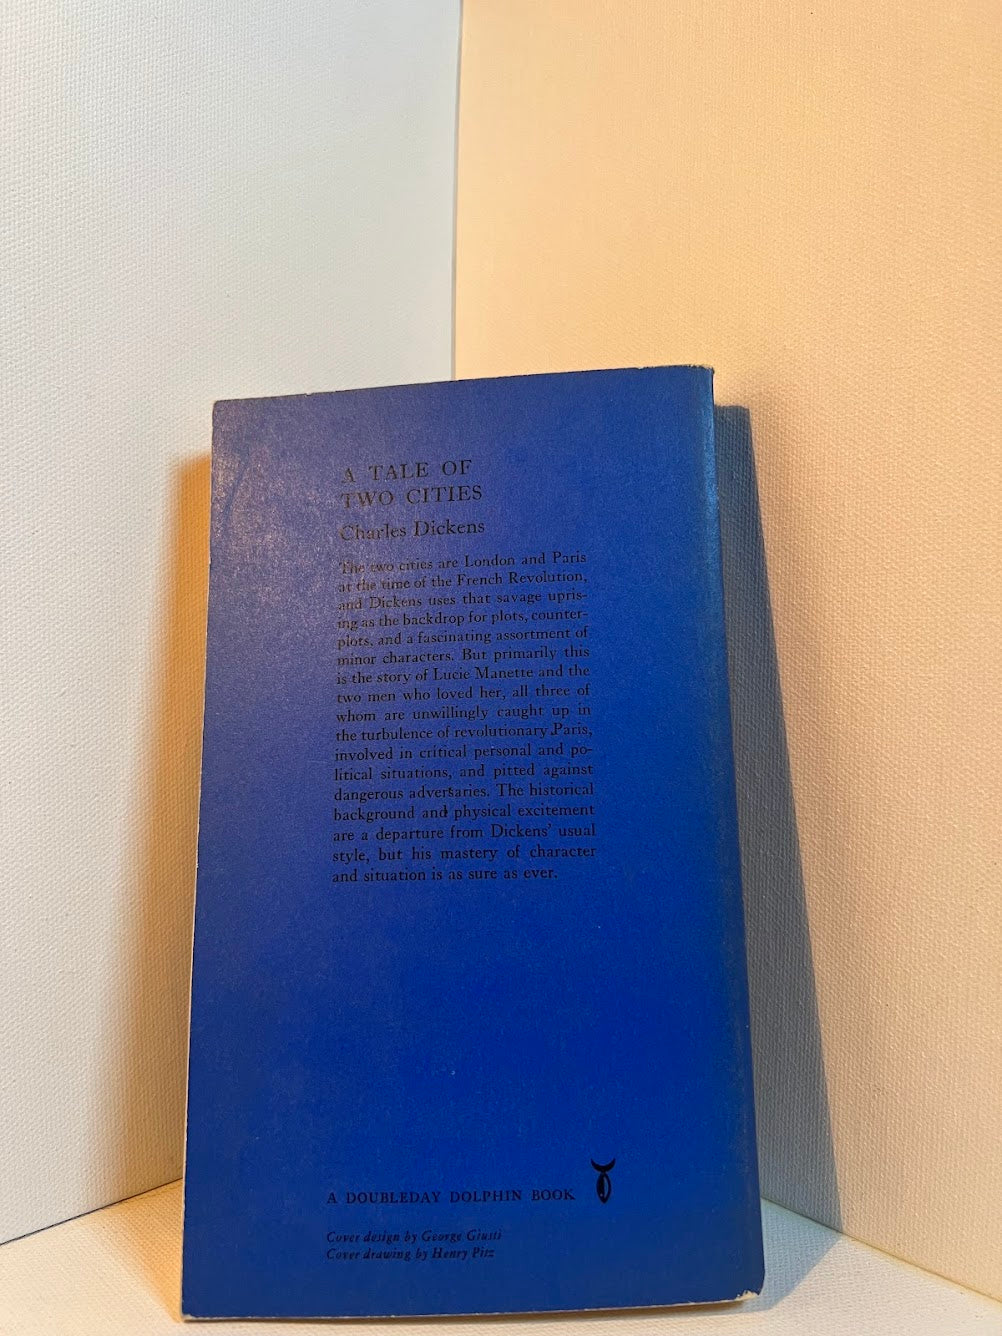 A TALE OF
TWO CITIES
Charles Dickens
The two cities are London and Paris
at the time of the French Revolution,
and Dickens uses that savage upris-
ing as the backdrop for plots, counter-
plots, and a fascinating assortment of
minor characters. But primarily this
is the story of Lucie Manette and the
two men who loved her, all three of
whom are unwillingly caught up in
the turbulence of revolutionary Paris,
involved in critical personal and po-
litical situations, and pitted against
dangerous adversaries. The historical
background and physical excitement
are a departure from Dickens' usual
style, but his mastery of character
and situation is as sure as ever.
A DOUBLEDAY DOLPHIN BOOK
Cover design by George Giusti
Cover drawing by Henry Pitz